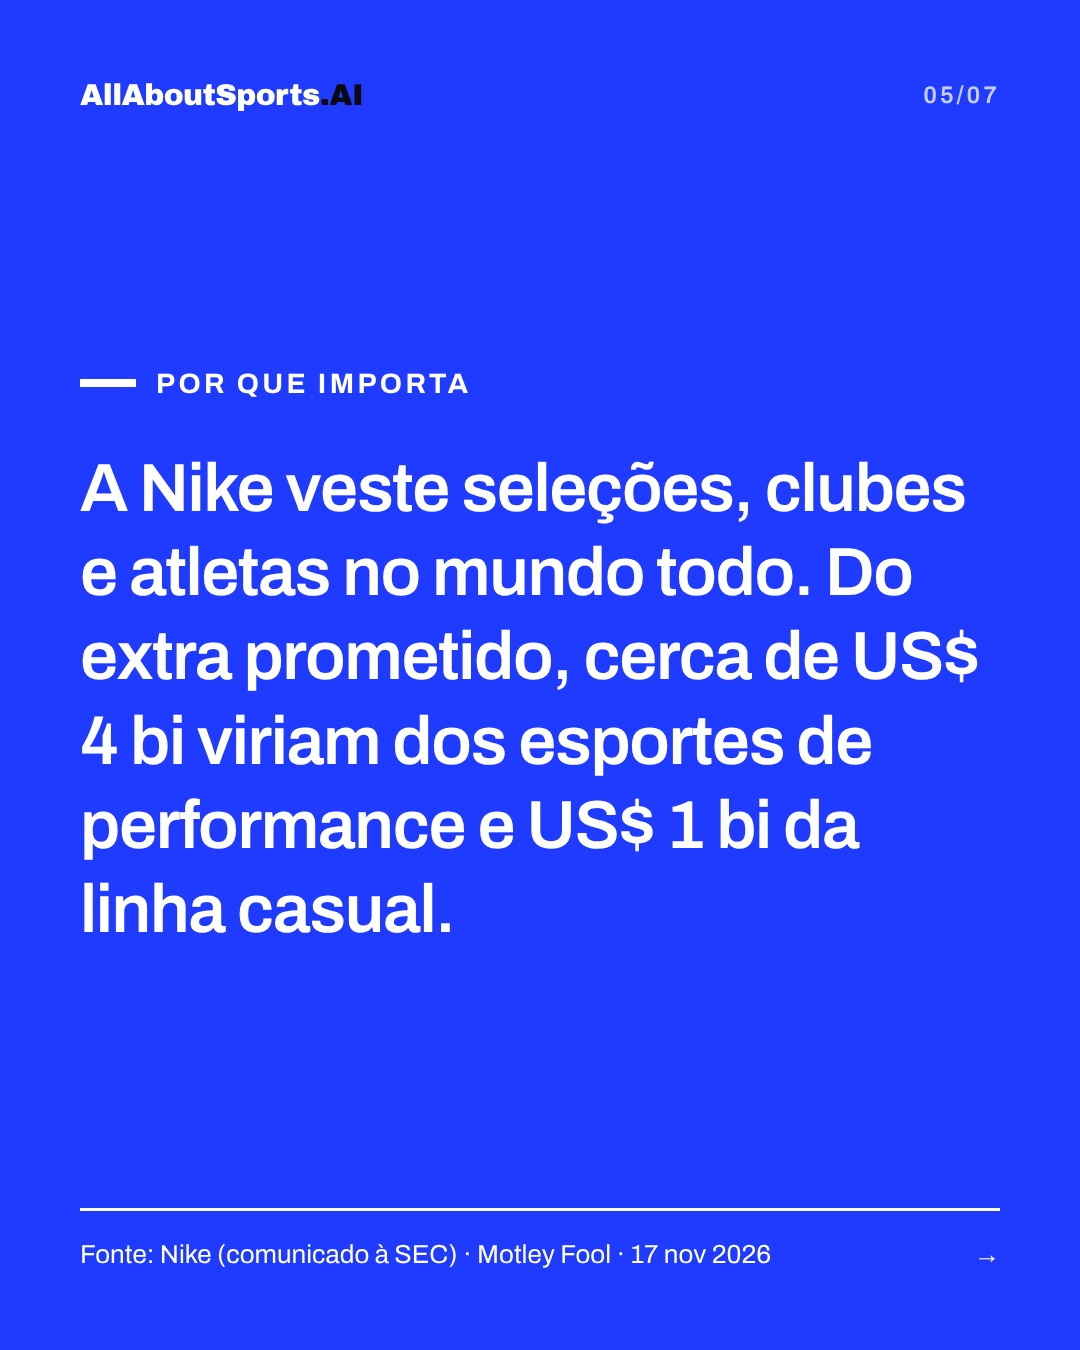 AllAboutSports.AI
05/07
POR QUE IMPORTA
A Nike veste seleções, clubes
e atletas no mundo todo. Do
extra prometido, cerca de US$
4 bi viriam dos esportes de
performance e US$ 1 bi da
linha casual.
Fonte: Nike (comunicado à SEC) · Motley Fool · 17 nov 2026 →